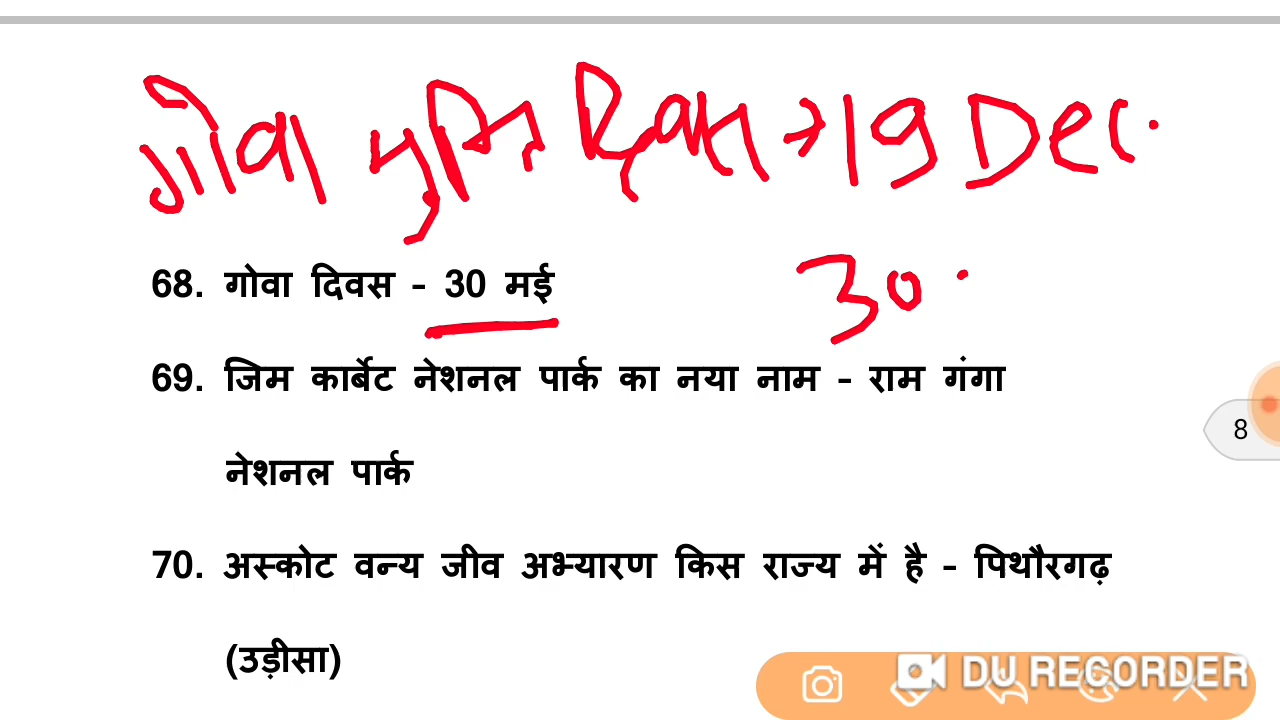 गोवा मुक्ति दिवस → 19 Dec.
68. गोवा दिवस - 30 मई
30.
69. जिम कार्बेट नेशनल पार्क का नया नाम - राम गंगा
नेशनल पार्क
8
70. अस्कोट वन्य जीव अभ्यारण किस राज्य में है - पिथौरगढ़
(उड़ीसा)
DU RECORDER